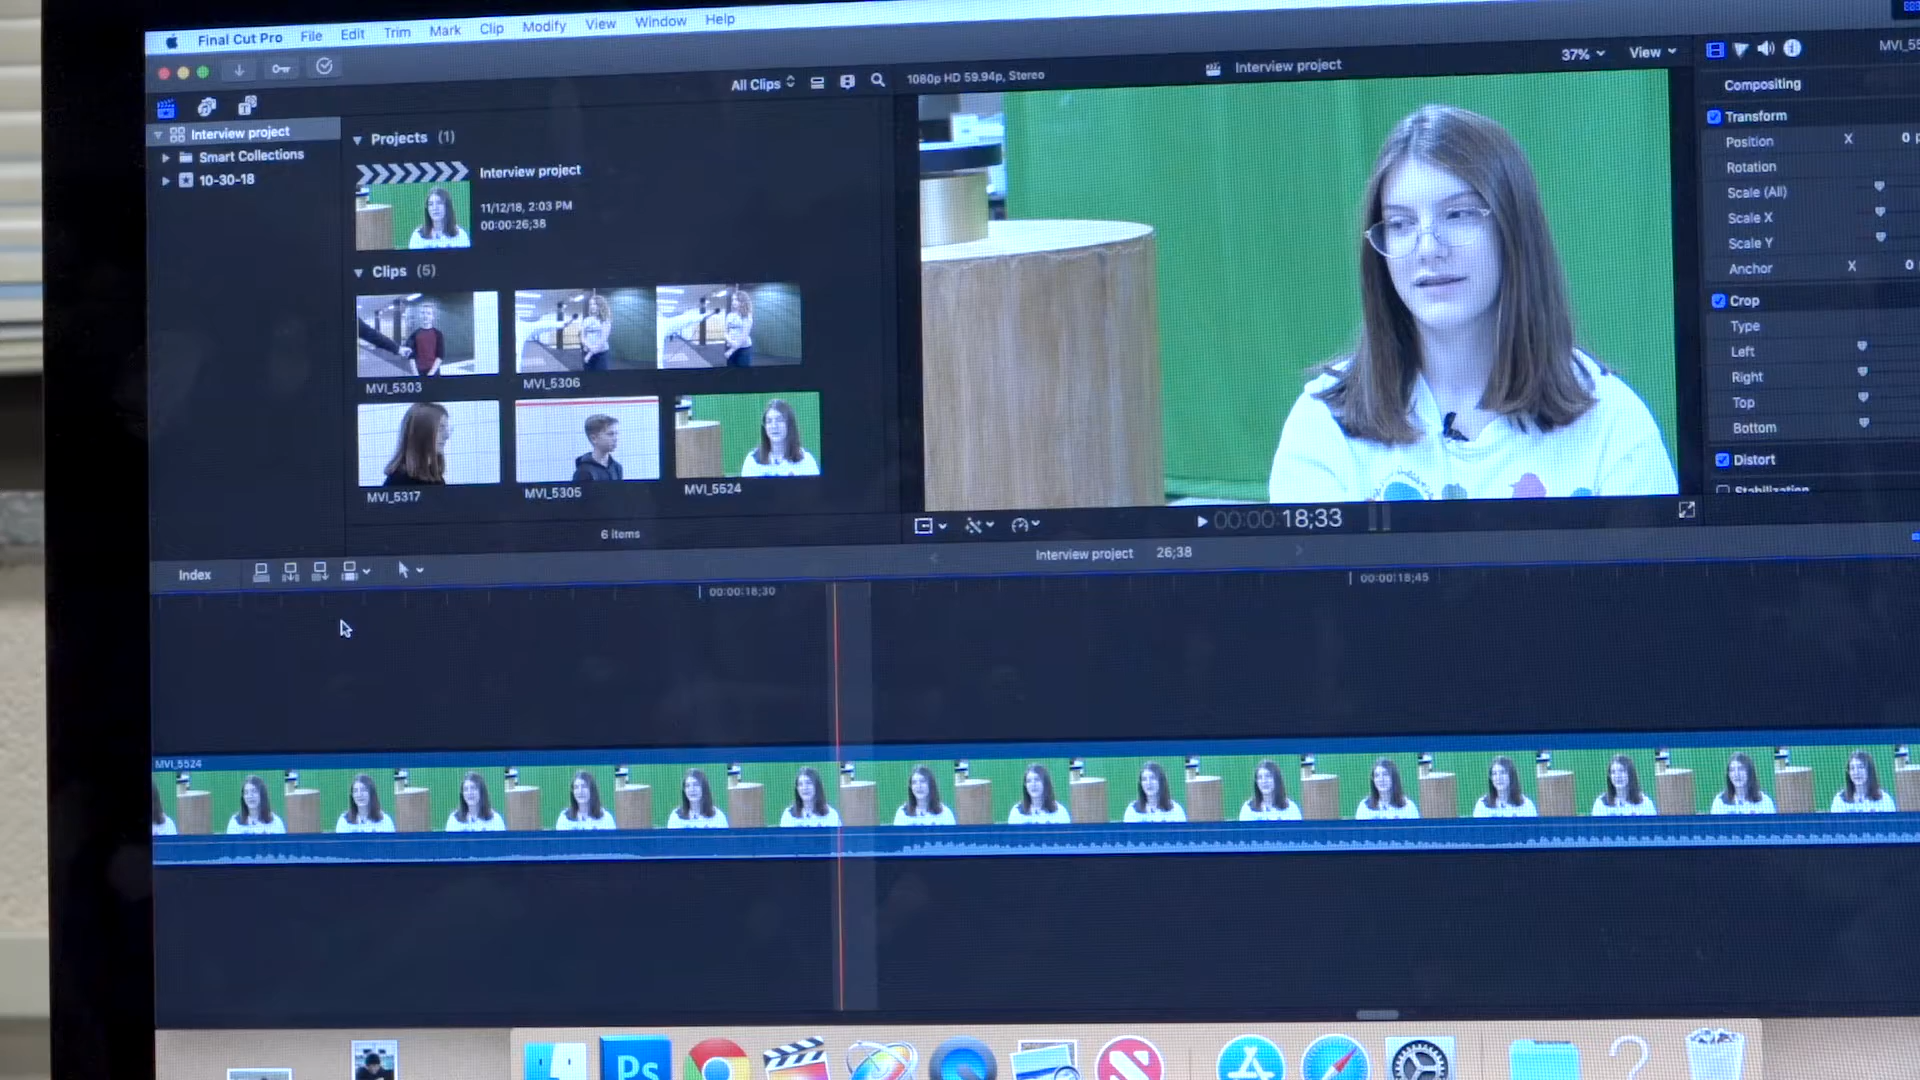 Final Cut Pro File Edit Trim Mark Clip Modify View Window Help
All Clips
1080p HD 59.94p, Stereo
Interview project
37%
View
Interview project
Smart Collections
10-30-18
Projects (1)
Interview project
11/12/18, 2:03 PM
00:00:26;38
Clips (5)
MVI_5303
MVI_5306
MVI_5317
MVI_5305
MVI_5524
6 items
Compositing
Transform
Position X 0
Rotation
Scale (All)
Scale X
Scale Y
Anchor X 0
Crop
Type
Left
Right
Top
Bottom
Distort
Stabilization
00:00:18;33
Index
Interview project 26;38
00:00:18;30
00:00:18;45
MVI_5524
Ps